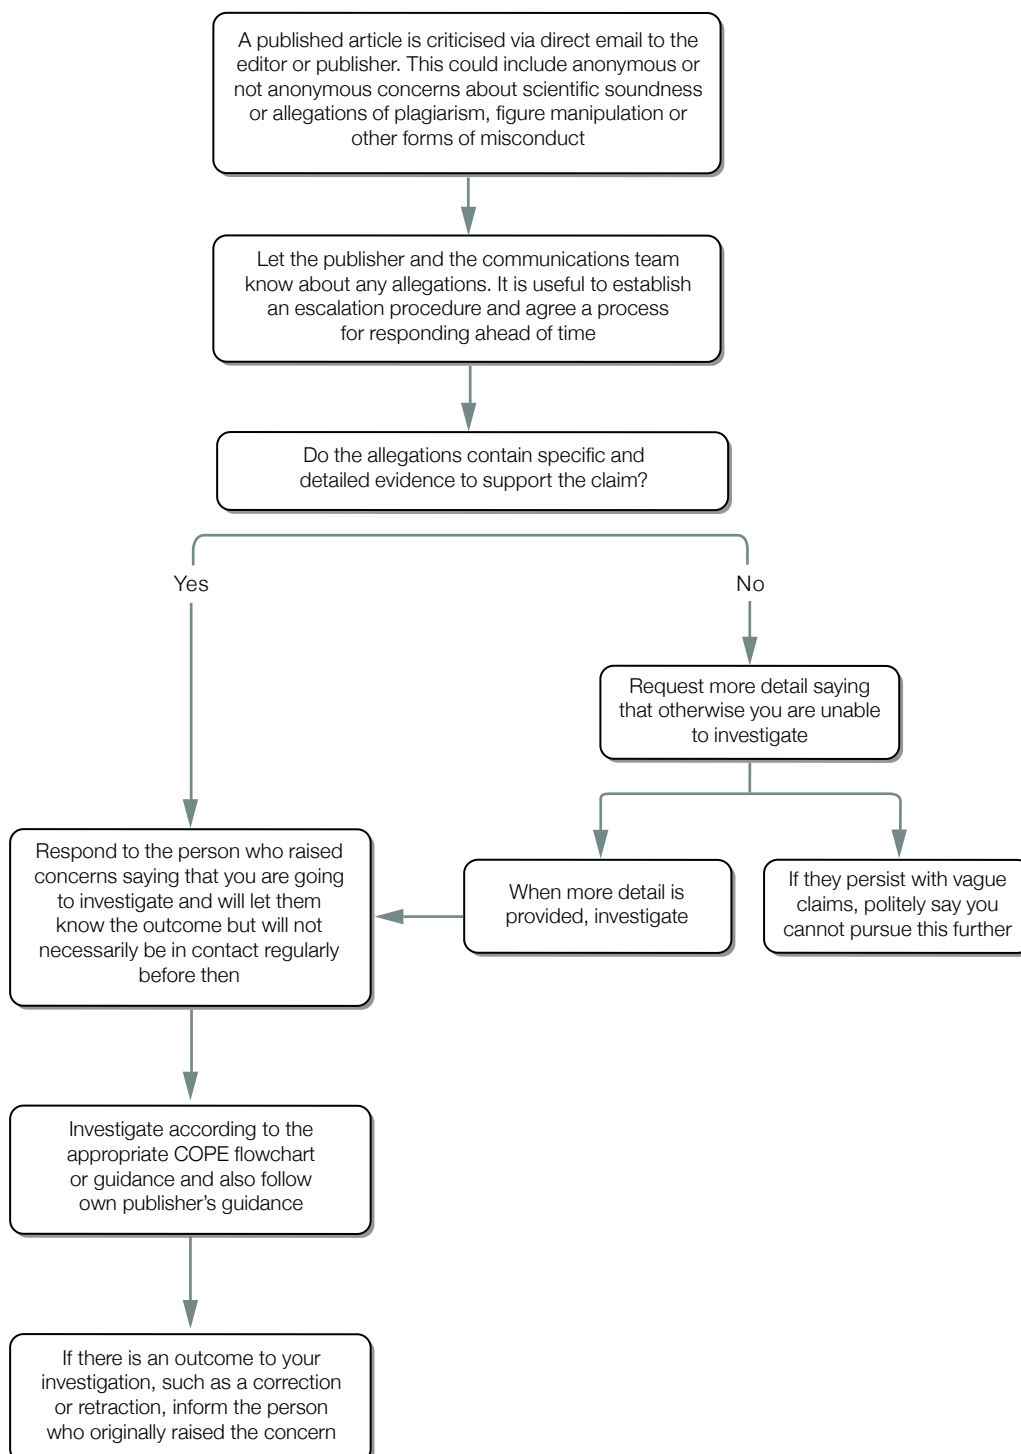 A published article is criticised via direct email to the
editor or publisher. This could include anonymous or
not anonymous concerns about scientific soundness
or allegations of plagiarism, figure manipulation or
other forms of misconduct
Let the publisher and the communications team
know about any allegations. It is useful to establish
an escalation procedure and agree a process
for responding ahead of time
Do the allegations contain specific and
detailed evidence to support the claim?
Yes
No
Request more detail saying
that otherwise you are unable
to investigate
Respond to the person who raised
concerns saying that you are going
to investigate and will let them
know the outcome but will not
necessarily be in contact regularly
before then
When more detail is
provided, investigate
If they persist with vague
claims, politely say you
cannot pursue this further
Investigate according to the
appropriate COPE flowchart
or guidance and also follow
own publisher’s guidance
If there is an outcome to your
investigation, such as a correction
or retraction, inform the person
who originally raised the concern